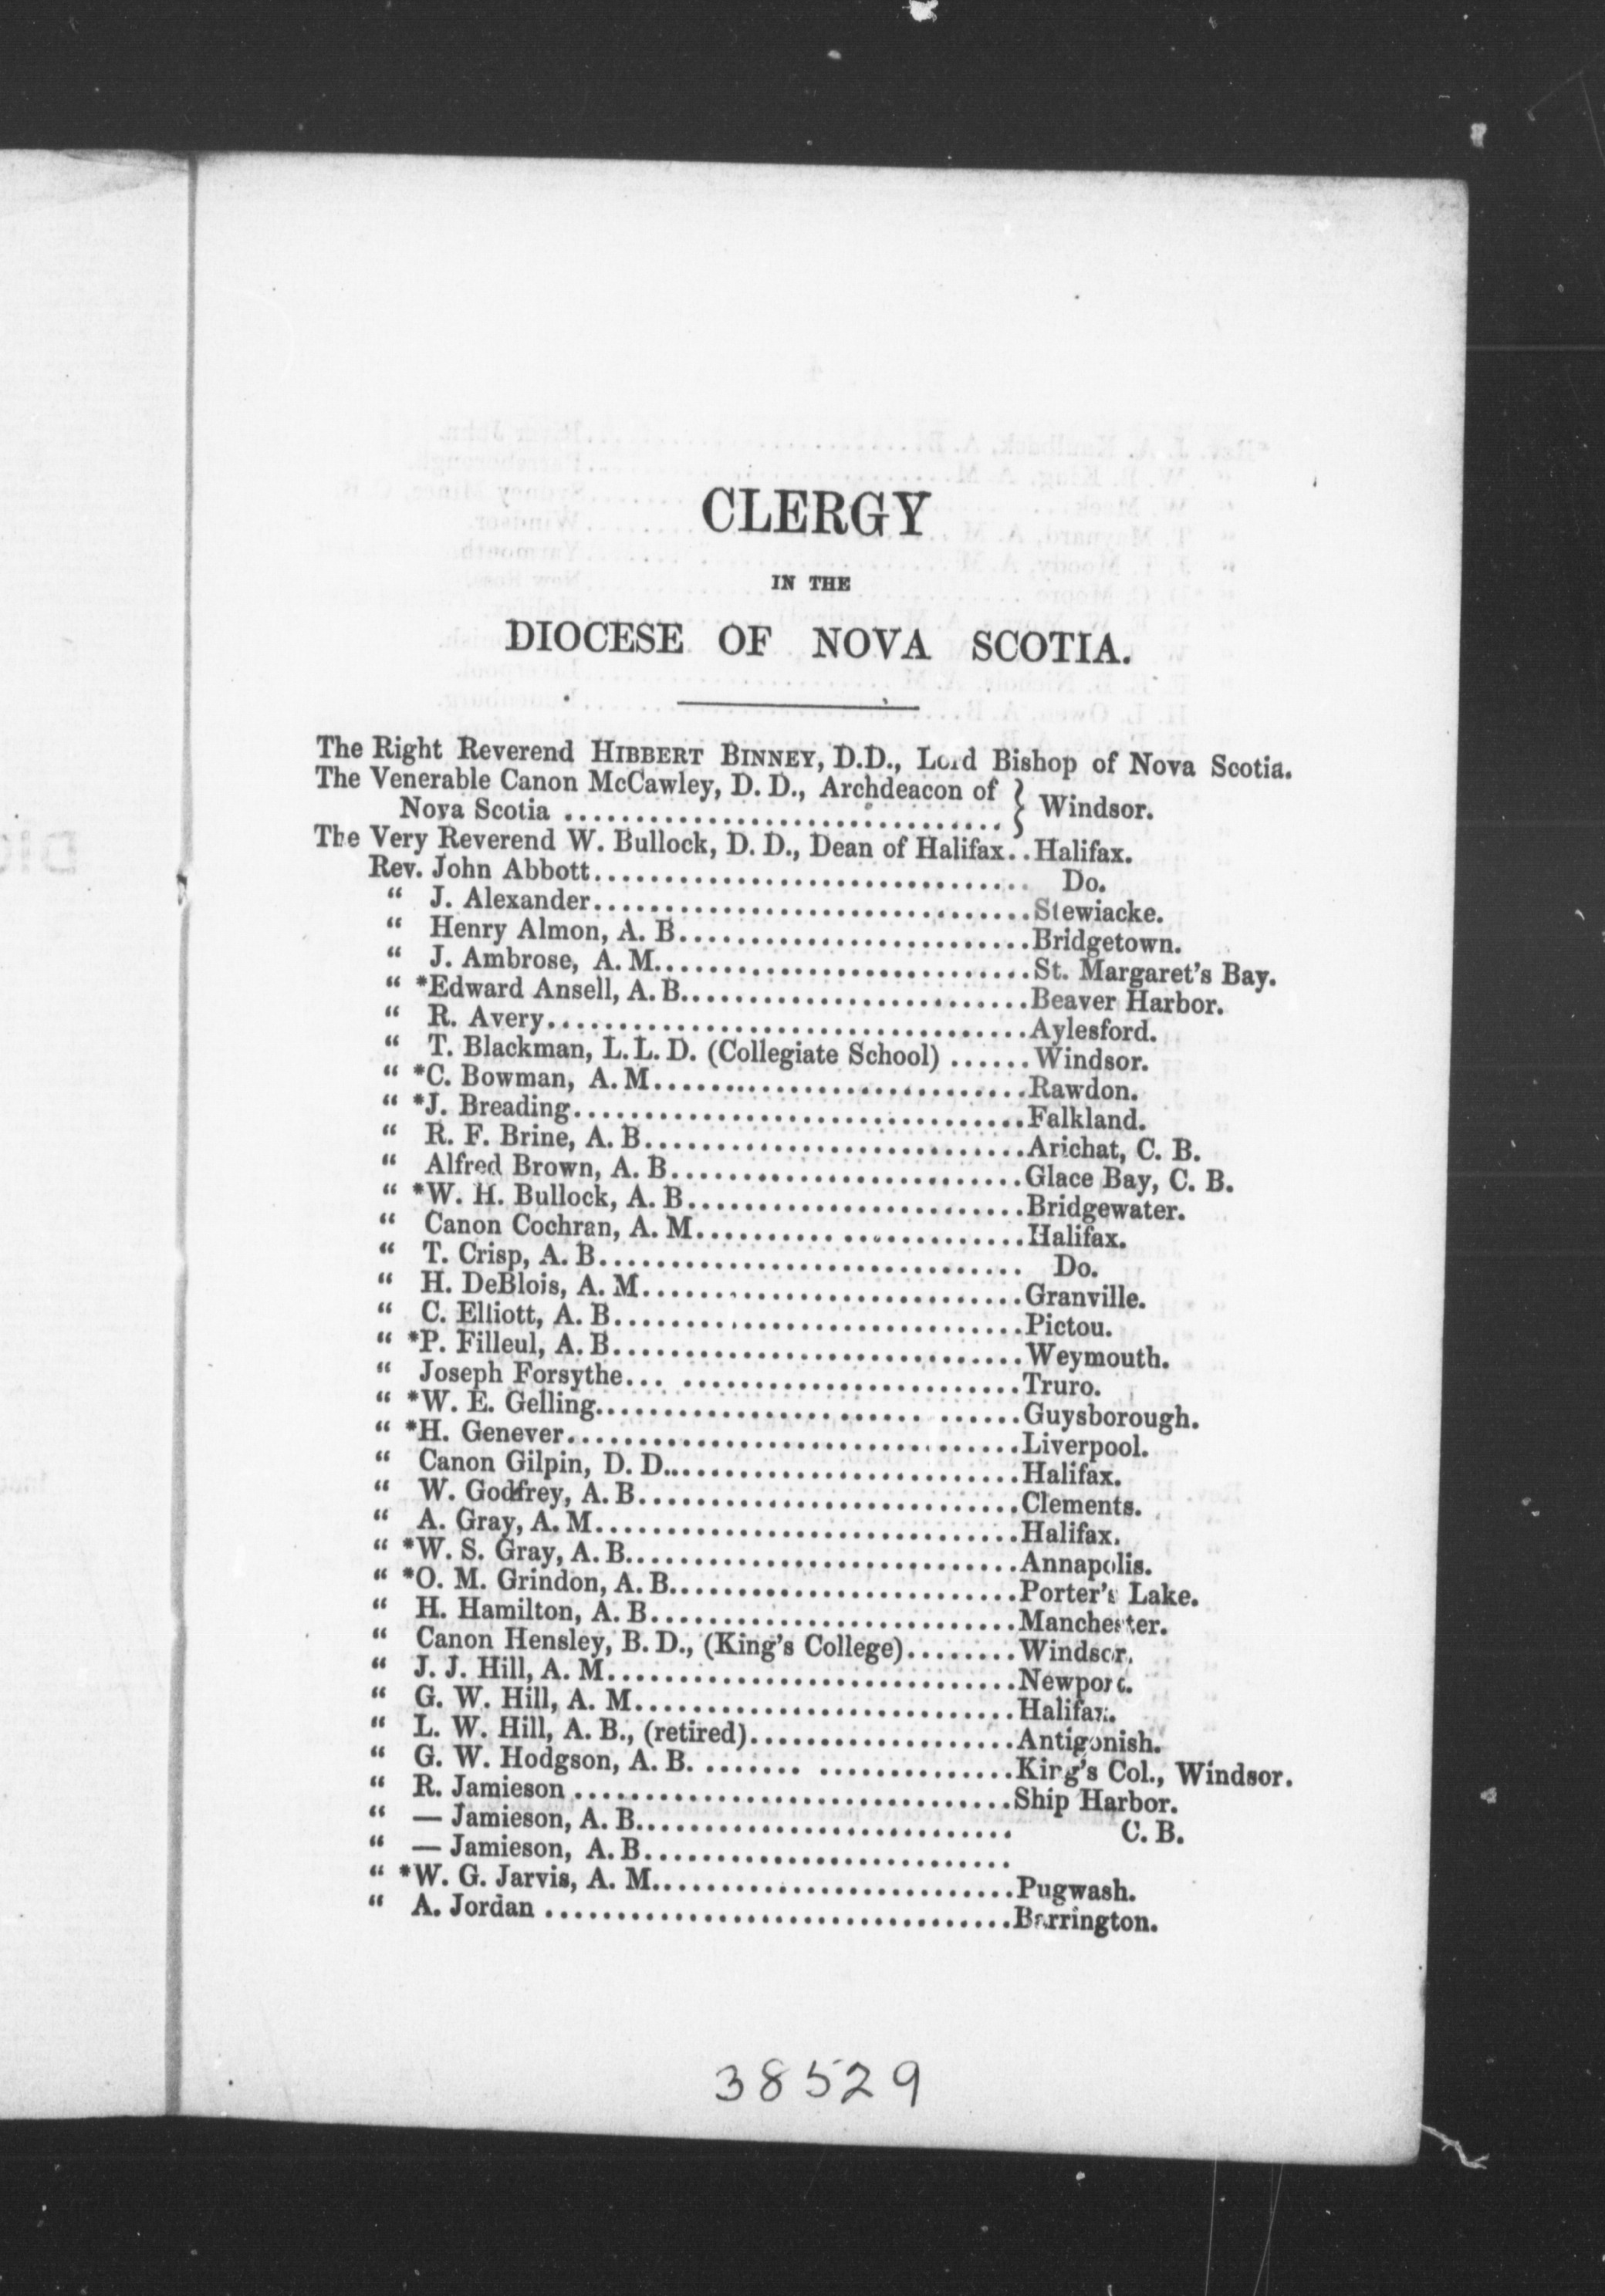 CLERGY
IN THE
DIOCESE OF NOVA SCOTIA.
The Right Reverend HIBBERT BINNEY, D.D., Lord Bishop of Nova Scotia.
The Venerable Canon McCawley, D. D., Archdeacon of
Nova Scotia .............................. } Windsor.
The Very Reverend W. Bullock, D. D., Dean of Halifax..Halifax.
Rev. John Abbott.............................. Do.
“ J. Alexander..............................Stewiacke.
“ Henry Almon, A. B.........................Bridgetown.
“ J. Ambrose, A. M..........................St. Margaret's Bay.
“ *Edward Ansell, A. B........................Beaver Harbor.
“ R. Avery.................................Aylesford.
“ T. Blackman, L. L. D. (Collegiate School) ......Windsor.
“ *C. Bowman, A. M..........................Rawdon.
“ *J. Breading...............................Falkland.
“ R. F. Brine, A. B...........................Arichat, C. B.
“ Alfred Brown, A. B.........................Glace Bay, C. B.
“ *W. H. Bullock, A. B........................Bridgewater.
“ Canon Cochran, A. M.......................Halifax.
“ T. Crisp, A. B.............................. Do.
“ H. DeBlois, A. M...........................Granville.
“ C. Elliott, A. B.............................Pictou.
“ *P. Filleul, A. B.............................Weymouth.
“ Joseph Forsythe... ........................Truro.
“ *W. E. Gelling....................... ......Guysborough.
“ *H. Genever................................Liverpool.
“ Canon Gilpin, D. D.........................Halifax.
“ W. Godfrey, A. B...........................Clements.
“ A. Gray, A. M..............................Halifax.
“ *W. S. Gray, A. B...........................Annapolis.
“ *O. M. Grindon, A. B........................Porter's Lake.
“ H. Hamilton, A. B..........................Manchester.
“ Canon Hensley, B. D., (King's College)........Windsor.
“ J. J. Hill, A. M.............................Newport.
“ G. W. Hill, A. M...........................Halifax.
“ L. W. Hill, A. B., (retired)...................Antigonish.
“ G. W. Hodgson, A. B. ....... ..............King's Col., Windsor.
“ R. Jamieson ...............................Ship Harbor.
“ — Jamieson, A. B........................... C. B.
“ — Jamieson, A. B..........................
“ *W. G. Jarvis, A. M..........................Pugwash.
“ A. Jordan .................................Barrington.
38529